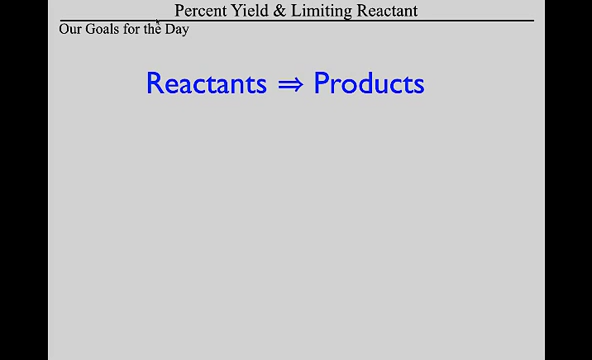 Percent Yield & Limiting Reactant
Our Goals for the Day
Reactants ⇒ Products